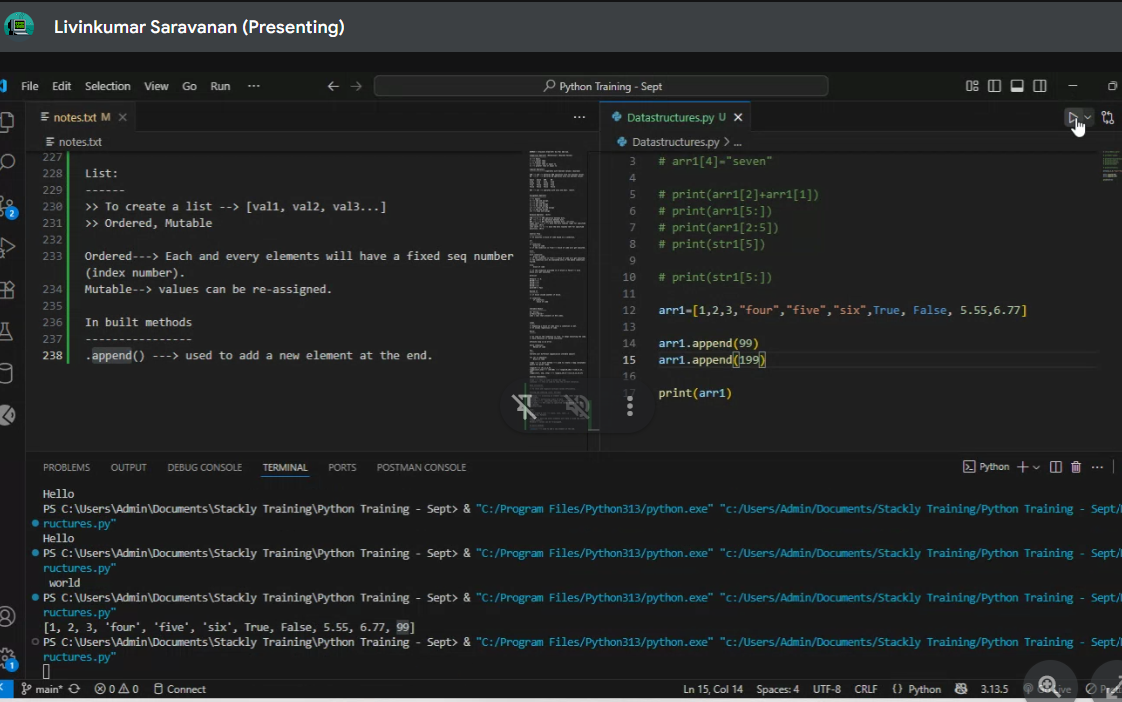 Livinkumar Saravanan (Presenting)
File Edit Selection View Go Run ··· Python Training - Sept
notes.txt M
notes.txt
227
228 List:
229 ------
230 >> To create a list --> [val1, val2, val3...]
231 >> Ordered, Mutable
232
233 Ordered---> Each and every elements will have a fixed seq number
(index number).
234 Mutable--> values can be re-assigned.
235
236 In built methods
237 ----------------
238 .append() ---> used to add a new element at the end.
Datastructures.py U
Datastructures.py > ...
3 # arr1[4]="seven"
4
5 # print(arr1[2]+arr1[1])
6 # print(arr1[5:])
7 # print(arr1[2:5])
8 # print(str1[5])
9
10 # print(str1[5:])
11
12 arr1=[1,2,3,"four","five","six",True, False, 5.55,6.77]
13
14 arr1.append(99)
15 arr1.append(199)
16
17 print(arr1)
PROBLEMS OUTPUT DEBUG CONSOLE TERMINAL PORTS POSTMAN CONSOLE Python
Hello
PS C:\Users\Admin\Documents\Stackly Training\Python Training - Sept> & "C:/Program Files/Python313/python.exe" "c:/Users/Admin/Documents/Stackly Training/Python Training - Sept/
ructures.py"
Hello
PS C:\Users\Admin\Documents\Stackly Training\Python Training - Sept> & "C:/Program Files/Python313/python.exe" "c:/Users/Admin/Documents/Stackly Training/Python Training - Sept/
ructures.py"
world
PS C:\Users\Admin\Documents\Stackly Training\Python Training - Sept> & "C:/Program Files/Python313/python.exe" "c:/Users/Admin/Documents/Stackly Training/Python Training - Sept/
ructures.py"
[1, 2, 3, 'four', 'five', 'six', True, False, 5.55, 6.77, 99]
PS C:\Users\Admin\Documents\Stackly Training\Python Training - Sept> & "C:/Program Files/Python313/python.exe" "c:/Users/Admin/Documents/Stackly Training/Python Training - Sept/
ructures.py"
2
1
main* 0 0 Connect Ln 15, Col 14 Spaces: 4 UTF-8 CRLF {} Python 3.13.5